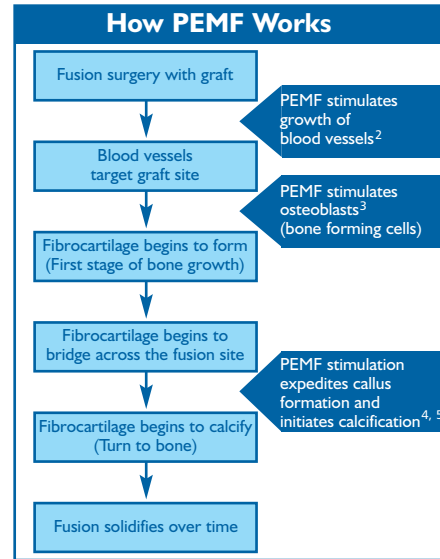 How PEMF Works
Fusion surgery with graft
PEMF stimulates
growth of
blood vessels2
Blood vessels
target graft site
PEMF stimulates
osteoblasts3
(bone forming cells)
Fibrocartilage begins to form
(First stage of bone growth)
Fibrocartilage begins to
bridge across the fusion site
PEMF stimulation
expedites callus
formation and
initiates calcification4, 5
Fibrocartilage begins to calcify
(Turn to bone)
Fusion solidifies over time